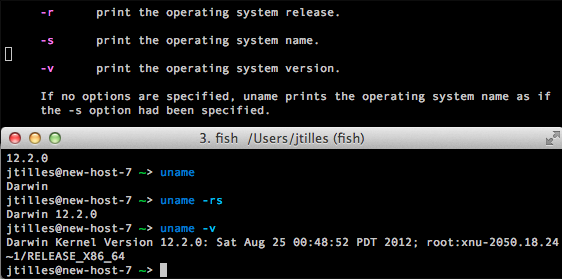 -r print the operating system release.
-s print the operating system name.
-v print the operating system version.
If no options are specified, uname prints the operating system name as if
the -s option had been specified.
3. fish /Users/jtilles (fish)
12.2.0
jtilles@new-host-7 ~> uname
Darwin
jtilles@new-host-7 ~> uname -rs
Darwin 12.2.0
jtilles@new-host-7 ~> uname -v
Darwin Kernel Version 12.2.0: Sat Aug 25 00:48:52 PDT 2012; root:xnu-2050.18.24
~1/RELEASE_X86_64
jtilles@new-host-7 ~>